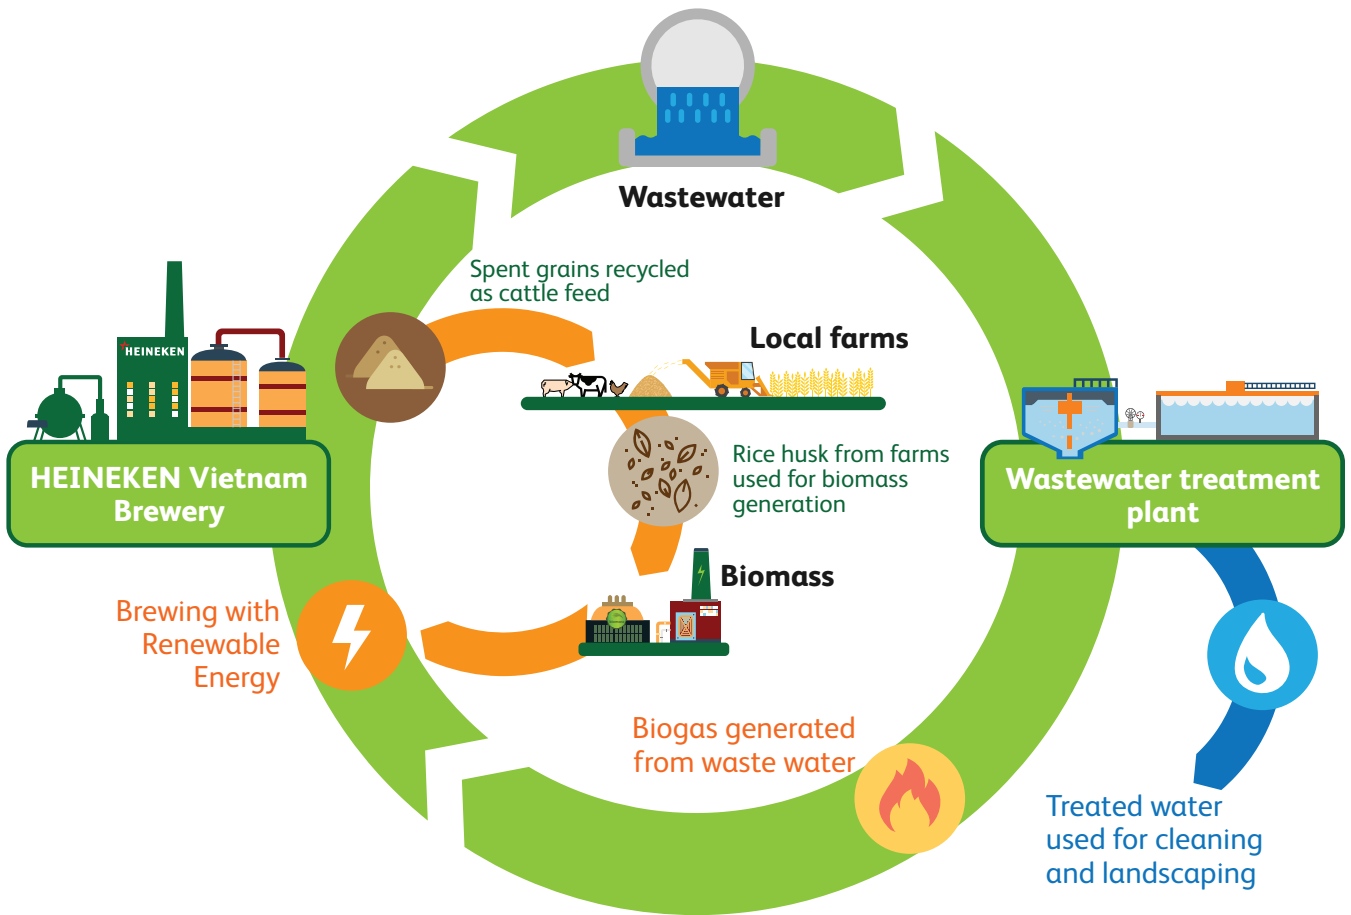 Wastewater
Spent grains recycled
as cattle feed
Local farms
HEINEKEN
HEINEKEN Vietnam
Brewery
Rice husk from farms
used for biomass
generation
Wastewater treatment
plant
Biomass
Brewing with
Renewable
Energy
Biogas generated
from waste water
Treated water
used for cleaning
and landscaping